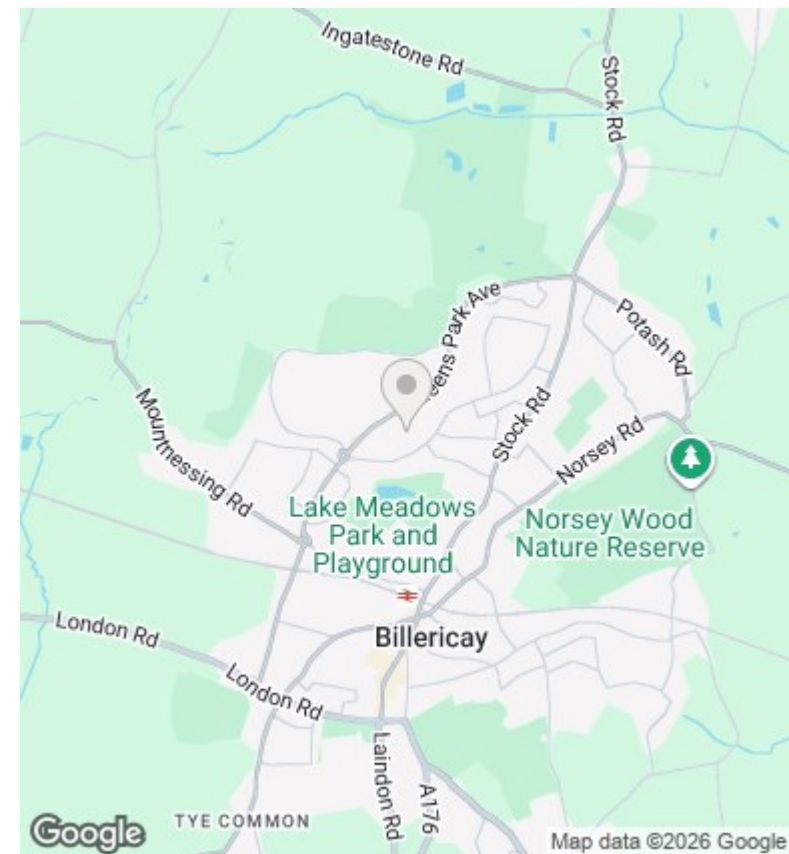 Ingatestone Rd
Stock Rd
eens Park Ave
Potash Rd
Mountnessing Rd
Stock Rd
Norsey Rd
Lake Meadows
Park and
Playground
Norsey Wood
Nature Reserve
London Rd
Billericay
London Rd
Laindon Rd
A176
TYE COMMON
Google
Map data ©2026 Google